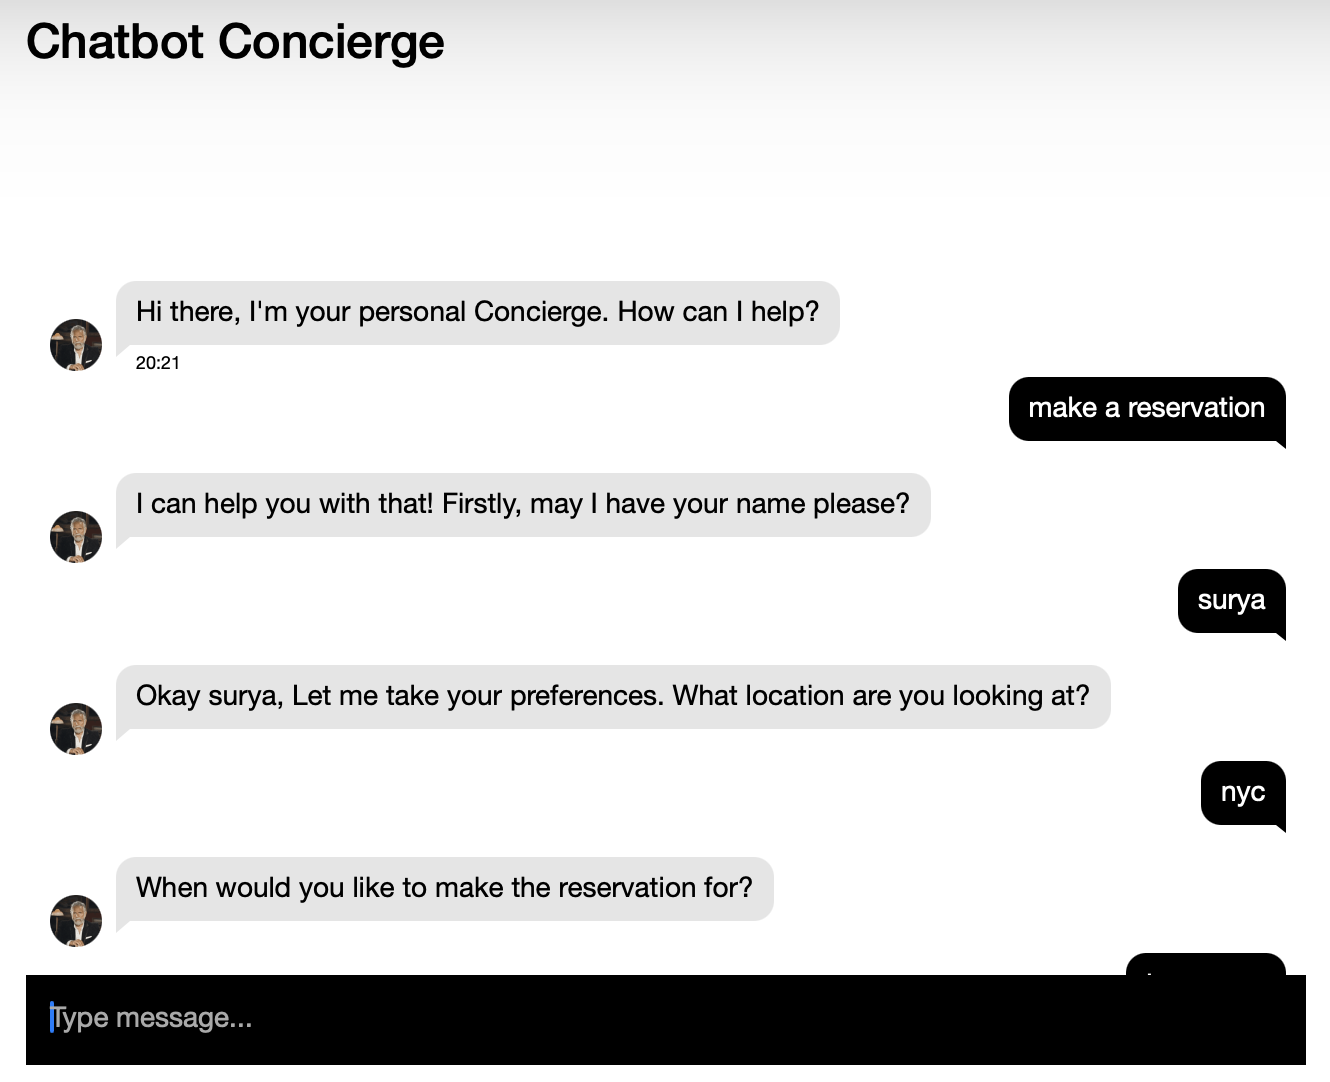 Chatbot Concierge
Hi there, I'm your personal Concierge. How can I help?
20:21
make a reservation
I can help you with that! Firstly, may I have your name please?
surya
Okay surya, Let me take your preferences. What location are you looking at?
nyc
When would you like to make the reservation for?
Type message...